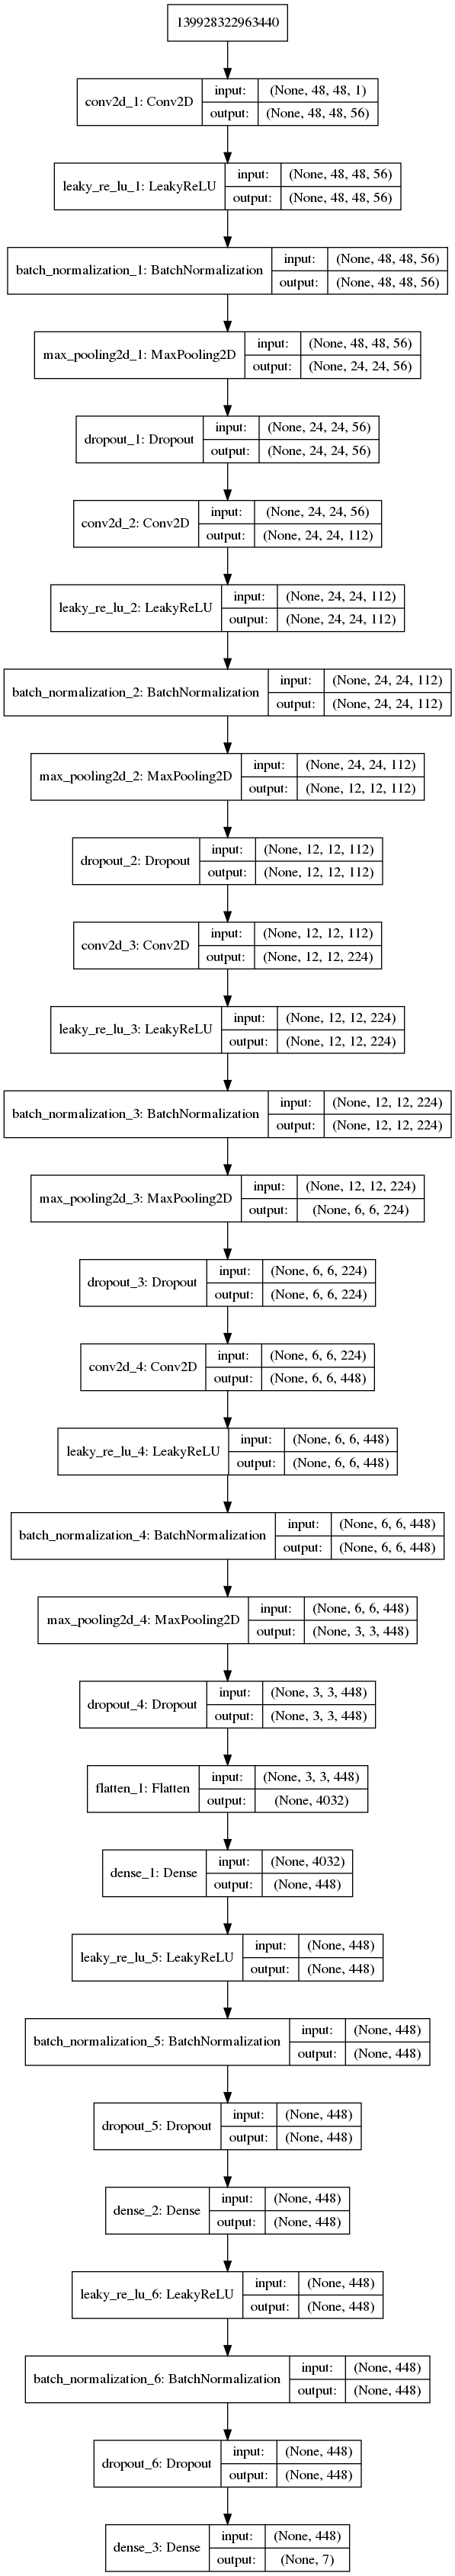 139928322963440
conv2d_1: Conv2D
input: (None, 48, 48, 1)
output: (None, 48, 48, 56)
leaky_re_lu_1: LeakyReLU
input: (None, 48, 48, 56)
output: (None, 48, 48, 56)
batch_normalization_1: BatchNormalization
input: (None, 48, 48, 56)
output: (None, 48, 48, 56)
max_pooling2d_1: MaxPooling2D
input: (None, 48, 48, 56)
output: (None, 24, 24, 56)
dropout_1: Dropout
input: (None, 24, 24, 56)
output: (None, 24, 24, 56)
conv2d_2: Conv2D
input: (None, 24, 24, 56)
output: (None, 24, 24, 112)
leaky_re_lu_2: LeakyReLU
input: (None, 24, 24, 112)
output: (None, 24, 24, 112)
batch_normalization_2: BatchNormalization
input: (None, 24, 24, 112)
output: (None, 24, 24, 112)
max_pooling2d_2: MaxPooling2D
input: (None, 24, 24, 112)
output: (None, 12, 12, 112)
dropout_2: Dropout
input: (None, 12, 12, 112)
output: (None, 12, 12, 112)
conv2d_3: Conv2D
input: (None, 12, 12, 112)
output: (None, 12, 12, 224)
leaky_re_lu_3: LeakyReLU
input: (None, 12, 12, 224)
output: (None, 12, 12, 224)
batch_normalization_3: BatchNormalization
input: (None, 12, 12, 224)
output: (None, 12, 12, 224)
max_pooling2d_3: MaxPooling2D
input: (None, 12, 12, 224)
output: (None, 6, 6, 224)
dropout_3: Dropout
input: (None, 6, 6, 224)
output: (None, 6, 6, 224)
conv2d_4: Conv2D
input: (None, 6, 6, 224)
output: (None, 6, 6, 448)
leaky_re_lu_4: LeakyReLU
input: (None, 6, 6, 448)
output: (None, 6, 6, 448)
batch_normalization_4: BatchNormalization
input: (None, 6, 6, 448)
output: (None, 6, 6, 448)
max_pooling2d_4: MaxPooling2D
input: (None, 6, 6, 448)
output: (None, 3, 3, 448)
dropout_4: Dropout
input: (None, 3, 3, 448)
output: (None, 3, 3, 448)
flatten_1: Flatten
input: (None, 3, 3, 448)
output: (None, 4032)
dense_1: Dense
input: (None, 4032)
output: (None, 448)
leaky_re_lu_5: LeakyReLU
input: (None, 448)
output: (None, 448)
batch_normalization_5: BatchNormalization
input: (None, 448)
output: (None, 448)
dropout_5: Dropout
input: (None, 448)
output: (None, 448)
dense_2: Dense
input: (None, 448)
output: (None, 448)
leaky_re_lu_6: LeakyReLU
input: (None, 448)
output: (None, 448)
batch_normalization_6: BatchNormalization
input: (None, 448)
output: (None, 448)
dropout_6: Dropout
input: (None, 448)
output: (None, 448)
dense_3: Dense
input: (None, 448)
output: (None, 7)